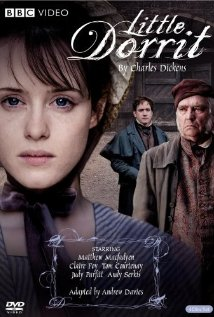 BBC VIDEO
Little
Dorrit
By Charles Dickens
STARRING
Matthew Macfadyen
Claire Foy Tom Courtenay
Judy Parfitt Andy Serkis
Adapted by Andrew Davies
DVD
VIDEO